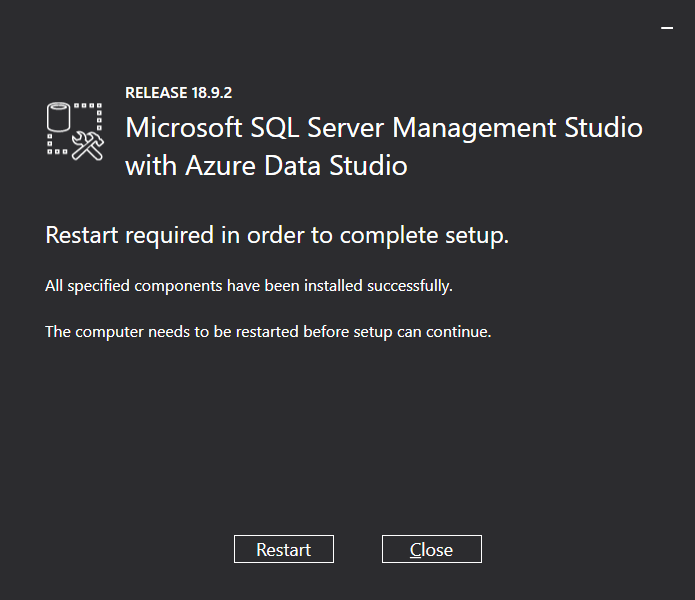 RELEASE 18.9.2
Microsoft SQL Server Management Studio
with Azure Data Studio
Restart required in order to complete setup.
All specified components have been installed successfully.
The computer needs to be restarted before setup can continue.
Restart
Close